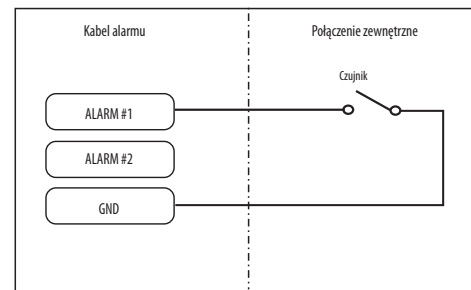 Kabel alarmu
Połączenie zewnętrzne
Czujnik
ALARM #1
ALARM #2
GND